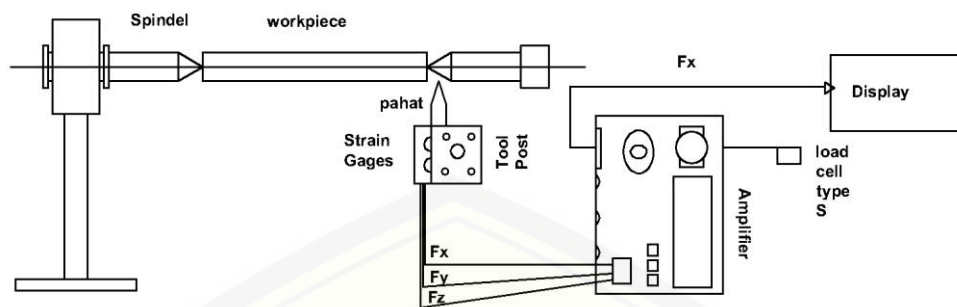 Spindel
workpiece
pahat
Strain
Gages
Tool
Post
Fx
Fy
Fz
Fx
Display
load
cell
type
S
Amplifier